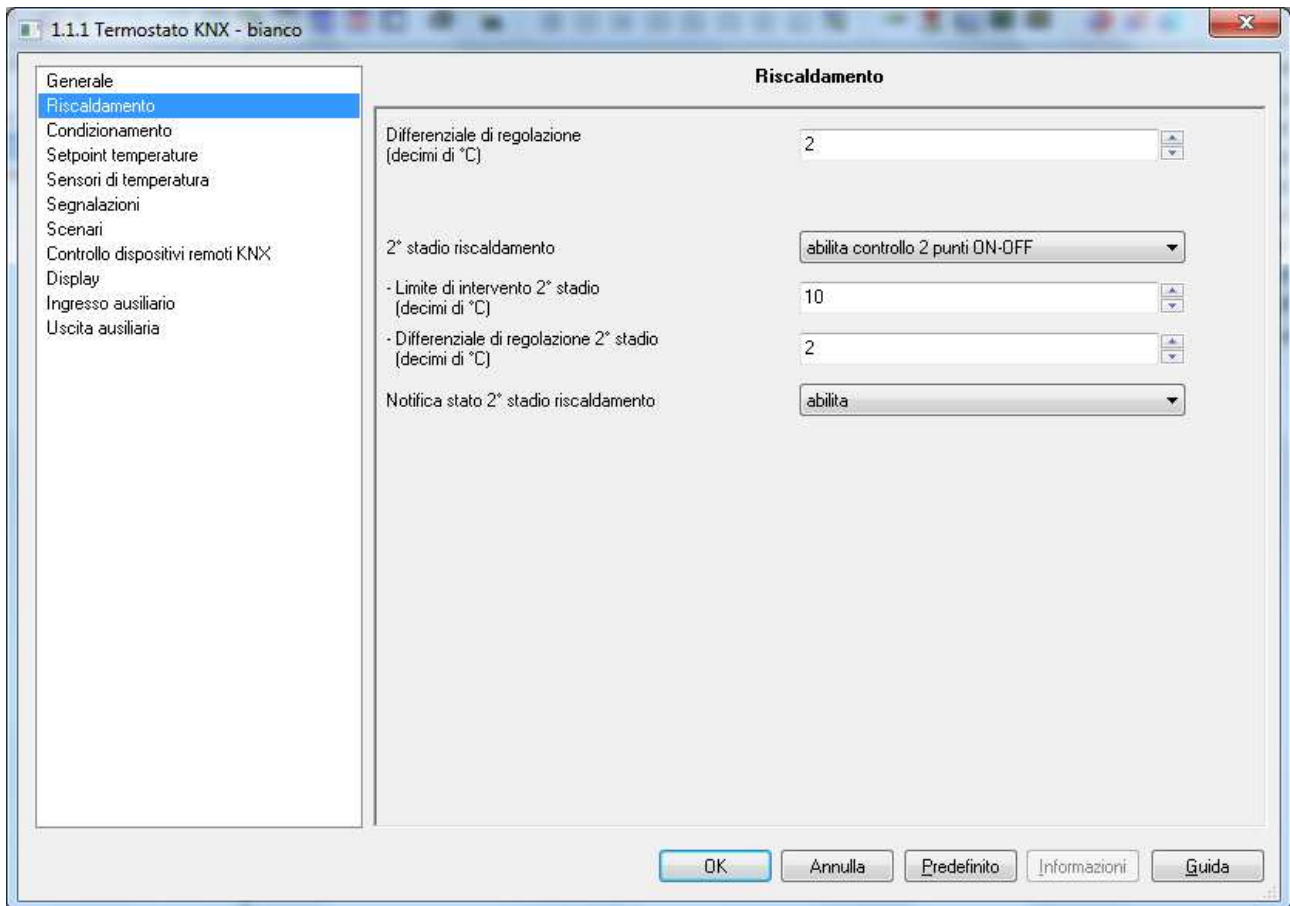 1.1.1 Termostato KNX - bianco
Generale
Riscaldamento
Condizionamento
Setpoint temperature
Sensori di temperatura
Segnalazioni
Scenari
Controllo dispositivi remoti KNX
Display
Ingresso ausiliario
Uscita ausiliaria
Riscaldamento
Differenziale di regolazione
(decimi di °C)
2
2° stadio riscaldamento
abilita controllo 2 punti ON-OFF
- Limite di intervento 2° stadio
(decimi di °C)
10
- Differenziale di regolazione 2° stadio
(decimi di °C)
2
Notifica stato 2° stadio riscaldamento
abilita
OK
Annulla
Predefinito
Informazioni
Guida